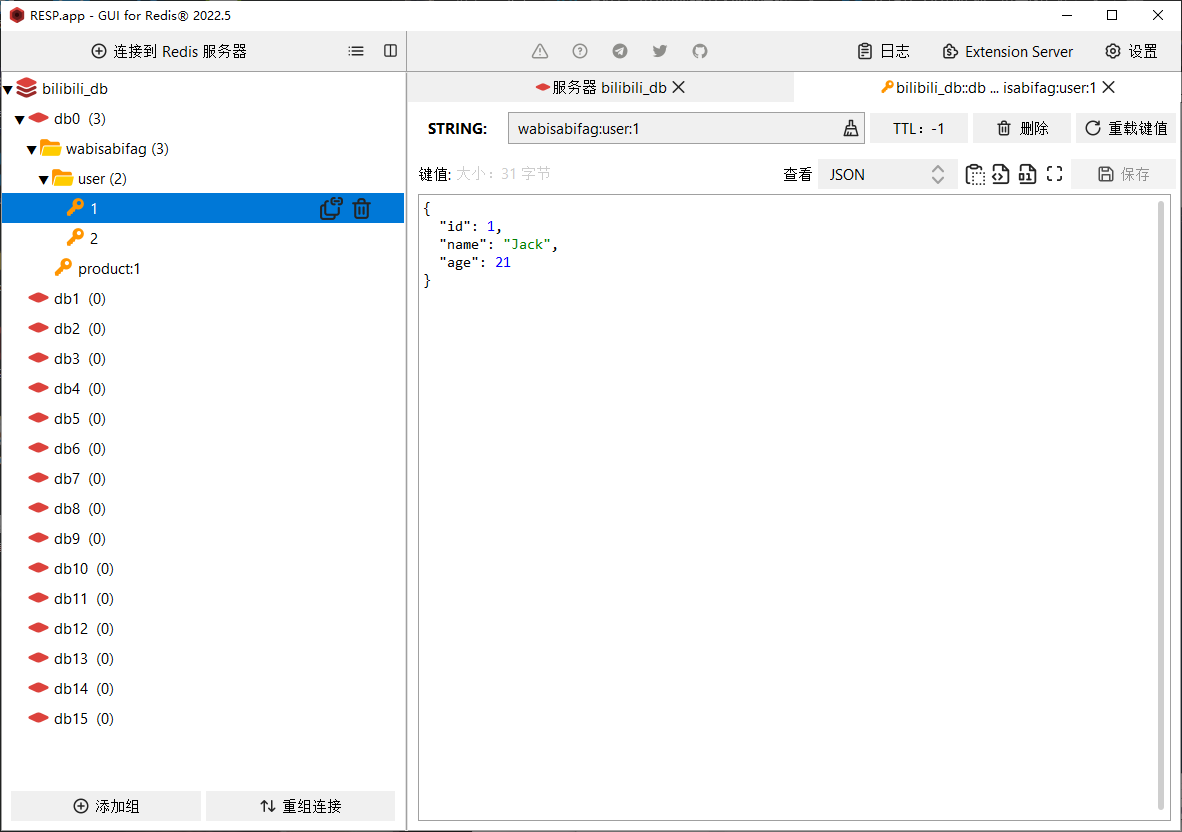 RESP.app - GUI for Redis® 2022.5
连接到 Redis 服务器
日志
Extension Server
设置
bilibili_db
db0 (3)
wabisabifag (3)
user (2)
1
2
product:1
db1 (0)
db2 (0)
db3 (0)
db4 (0)
db5 (0)
db6 (0)
db7 (0)
db8 (0)
db9 (0)
db10 (0)
db11 (0)
db12 (0)
db13 (0)
db14 (0)
db15 (0)
添加组
重组连接
服务器 bilibili_db
bilibili_db::db ... isabifag:user:1
STRING:
wabisabifag:user:1
TTL：-1
删除
重载键值
键值: 大小：31 字节
查看
JSON
保存
{
"id": 1,
"name": "Jack",
"age": 21
}